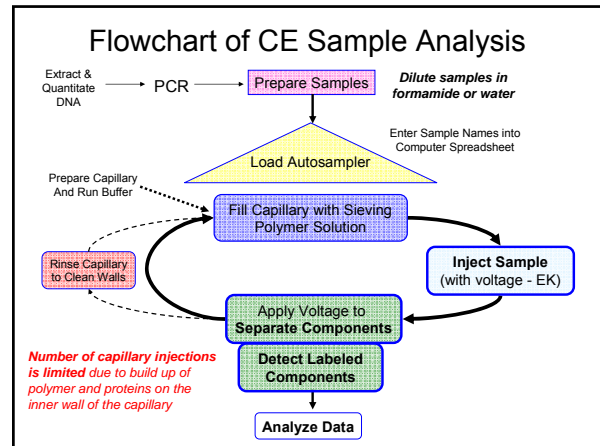 Flowchart of CE Sample Analysis
Extract &
Quantitate
DNA
PCR
Prepare Samples
Dilute samples in
formamide or water
Load Autosampler
Enter Sample Names into
Computer Spreadsheet
Prepare Capillary
And Run Buffer
Fill Capillary with Sieving
Polymer Solution
Rinse Capillary
to Clean Walls
Inject Sample
(with voltage - EK)
Apply Voltage to
Separate Components
Detect Labeled
Components
Number of capillary injections
is limited due to build up of
polymer and proteins on the
inner wall of the capillary
Analyze Data